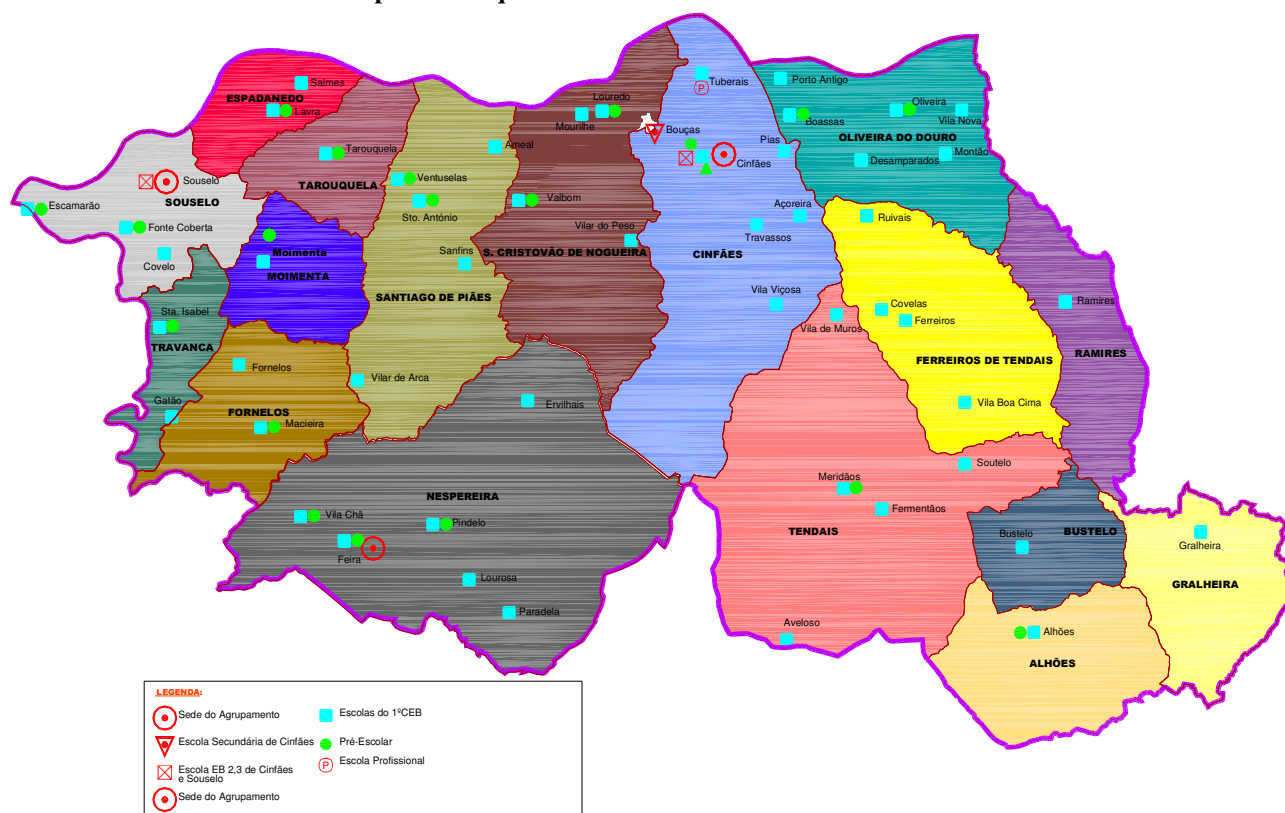 Saímes
ESPADANEDO
Lavra
Tarouquela
TAROUQUELA
Souselo
SOUSELO
Escamarão
Fonte Coberta
Covelo
Moimenta
MOIMENTA
Sta. Isabel
TRAVANCA
Gatão
Fornelos
FORNELOS
Macieira
Ameal
Ventuselas
Sto. António
Sanfins
SANTIAGO DE PIÃES
Vilar de Arca
Louredo
Mourilhe
Valbom
Vilar do Peso
S. CRISTOVÃO DE NOGUEIRA
Tuberais
P
Bouças
Cinfães
Pias
Açoreira
Travassos
CINFÃES
Vila Viçosa
Porto Antigo
Boassas
Oliveira
Vila Nova
OLIVEIRA DO DOURO
Desamparados
Montão
Ruivais
Covelas
Ferreiros
FERREIROS DE TENDAIS
Vila Boa Cima
Ramires
RAMIRES
Vila de Muros
Soutelo
Meridãos
Fermentãos
TENDAIS
Aveloso
Ervilhais
NESPEREIRA
Vila Chã
Pindelo
Feira
Lourosa
Paradela
Bustelo
BUSTELO
Gralheira
GRALHEIRA
Alhões
ALHÕES
LEGENDA:
Sede do Agrupamento
Escola Secundária de Cinfães
Escola EB 2,3 de Cinfães
e Souselo
Sede do Agrupamento
Escolas do 1ºCEB
Pré-Escolar
P Escola Profissional